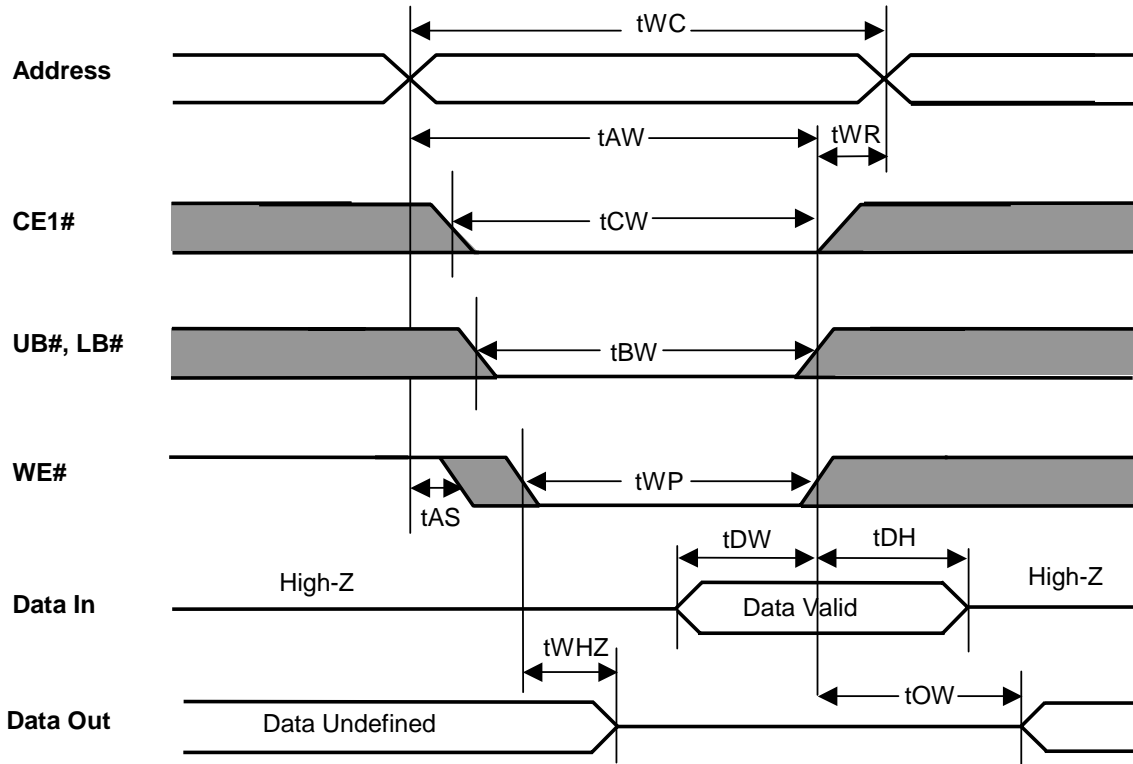 tWC
Address
tAW
tWR
CE1#
tCW
UB#, LB#
tBW
WE#
tWP
tAS
tDW
tDH
High-Z
High-Z
Data In
Data Valid
tWHZ
tOW
Data Out
Data Undefined